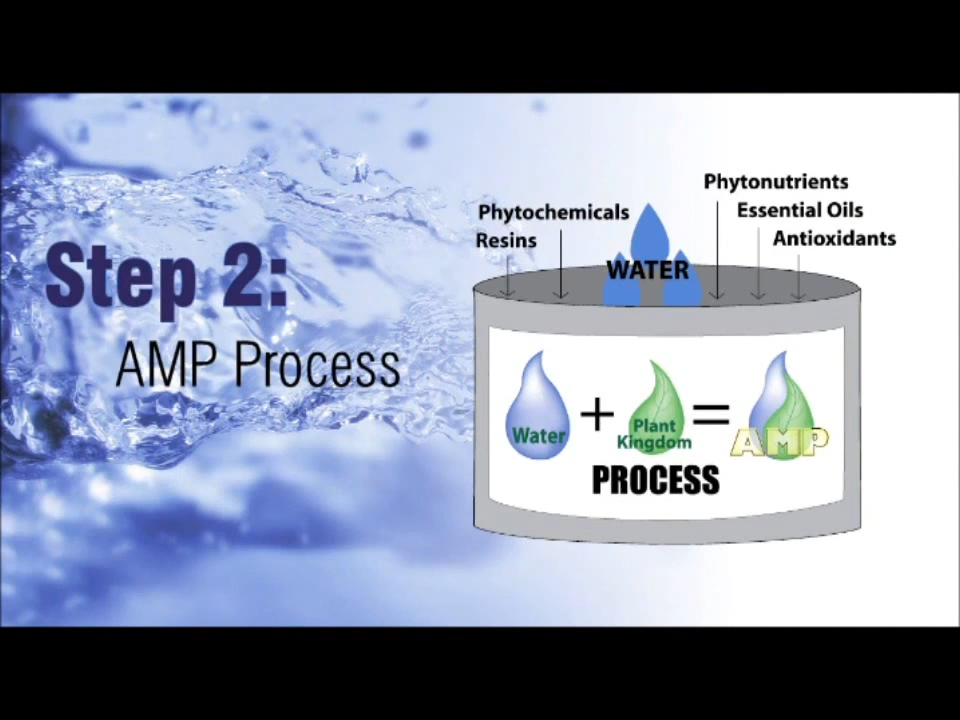 Step 2:
AMP Process
Phytonutrients
Phytochemicals
Essential Oils
Resins
Antioxidants
WATER
Water
+
Plant
Kingdom
=
AMP
PROCESS